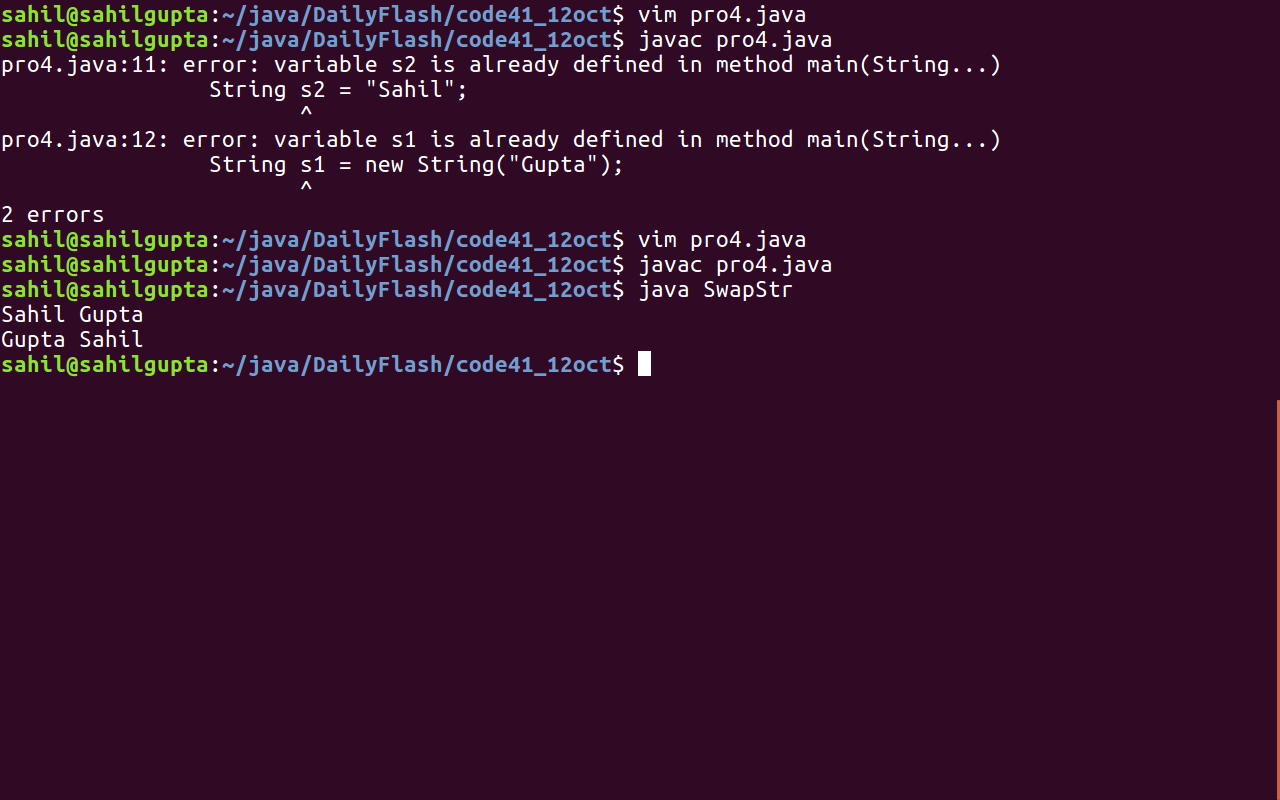 sahil@sahilgupta:~/java/DailyFlash/code41_12oct$ vim pro4.java
sahil@sahilgupta:~/java/DailyFlash/code41_12oct$ javac pro4.java
pro4.java:11: error: variable s2 is already defined in method main(String...)
                String s2 = "Sahil";
                       ^
pro4.java:12: error: variable s1 is already defined in method main(String...)
                String s1 = new String("Gupta");
                       ^
2 errors
sahil@sahilgupta:~/java/DailyFlash/code41_12oct$ vim pro4.java
sahil@sahilgupta:~/java/DailyFlash/code41_12oct$ javac pro4.java
sahil@sahilgupta:~/java/DailyFlash/code41_12oct$ java SwapStr
Sahil Gupta
Gupta Sahil
sahil@sahilgupta:~/java/DailyFlash/code41_12oct$